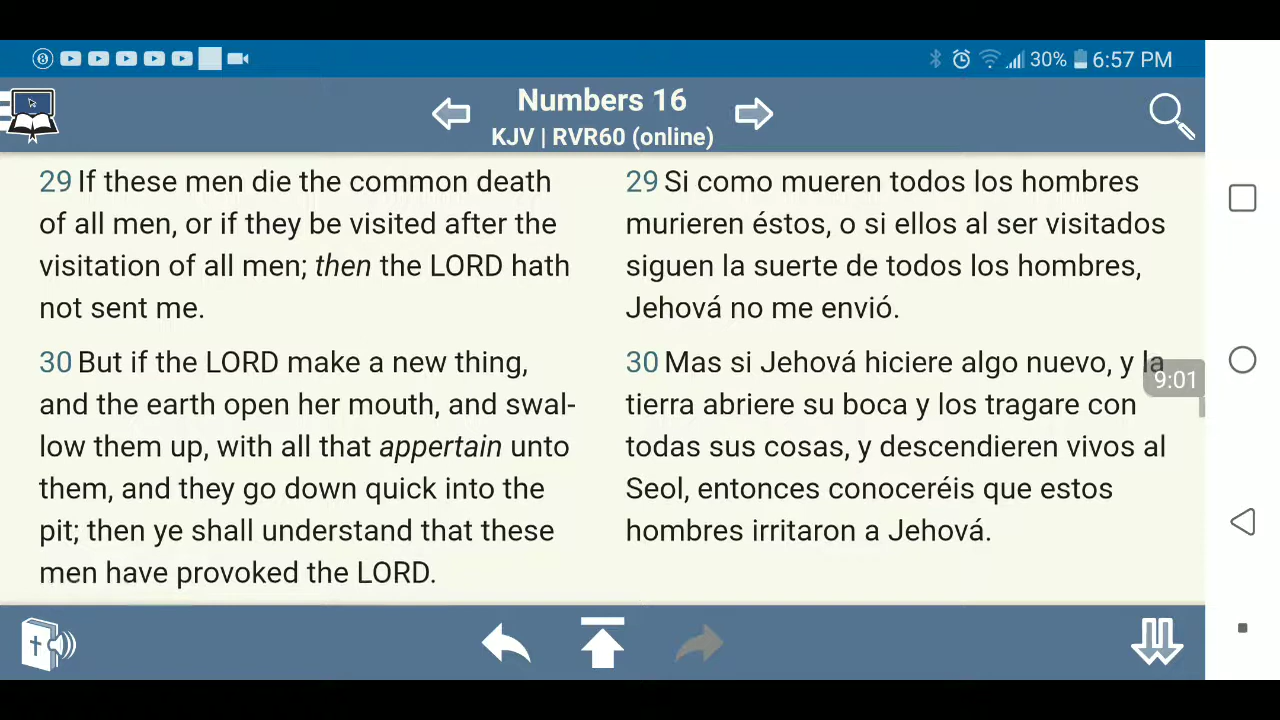 30% 6:57 PM
Numbers 16
KJV | RVR60 (online)
29 If these men die the common death
of all men, or if they be visited after the
visitation of all men; then the LORD hath
not sent me.
30 But if the LORD make a new thing,
and the earth open her mouth, and swal-
low them up, with all that appertain unto
them, and they go down quick into the
pit; then ye shall understand that these
men have provoked the LORD.
29 Si como mueren todos los hombres
murieren éstos, o si ellos al ser visitados
siguen la suerte de todos los hombres,
Jehová no me envió.
30 Mas si Jehová hiciere algo nuevo, y la
tierra abriere su boca y los tragare con
todas sus cosas, y descendieren vivos al
Seol, entonces conoceréis que estos
hombres irritaron a Jehová.
9:01